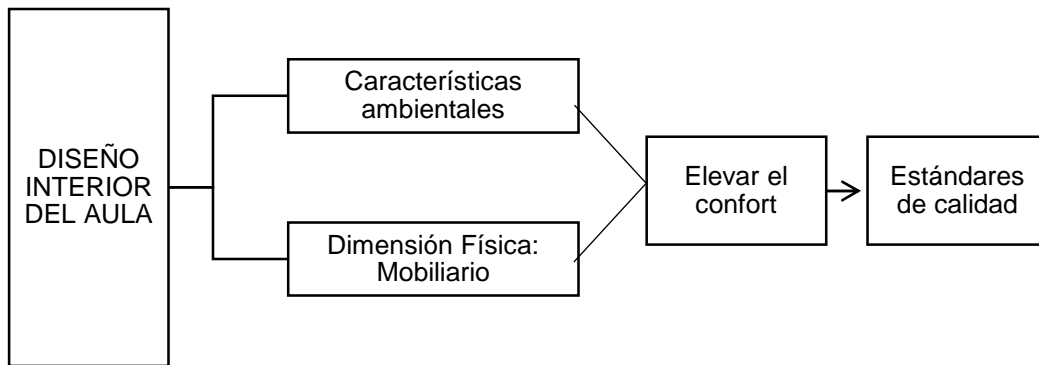 DISEÑO
INTERIOR
DEL AULA
Características
ambientales
Dimensión Física:
Mobiliario
Elevar el
confort
Estándares
de calidad